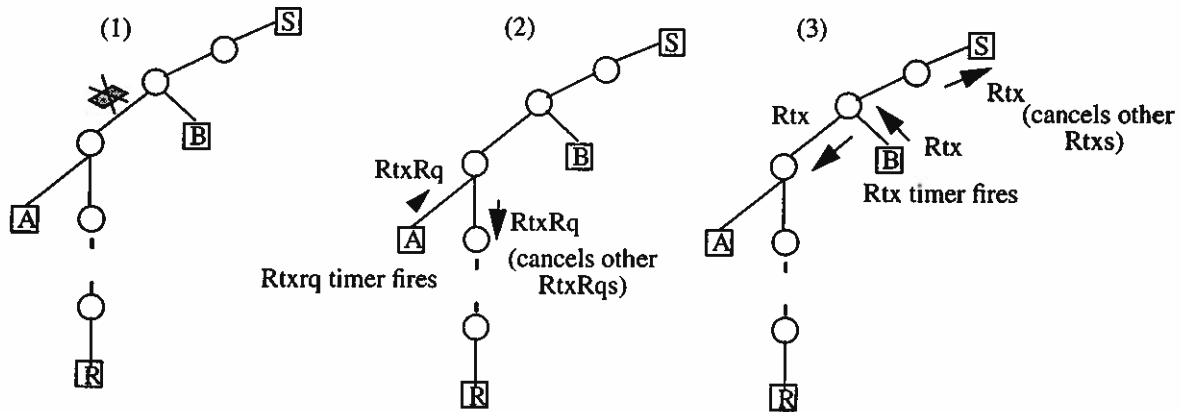 (1)
S
B
A
R
(2)
S
B
RtxRq
A
RtxRq
(cancels other
RtxRqs)
Rtxrq timer fires
R
(3)
S
Rtx
(cancels other
Rtxs)
Rtx
Rtx
B
Rtx timer fires
A
R